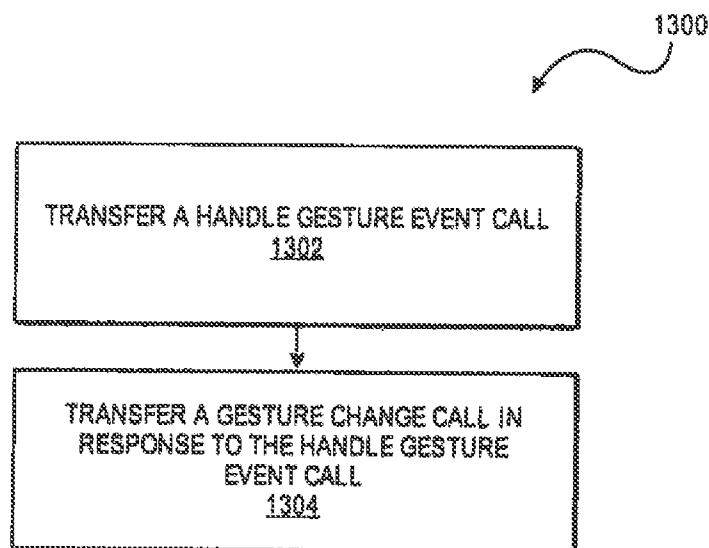 1300
TRANSFER A HANDLE GESTURE EVENT CALL
1302
TRANSFER A GESTURE CHANGE CALL IN
RESPONSE TO THE HANDLE GESTURE
EVENT CALL
1304